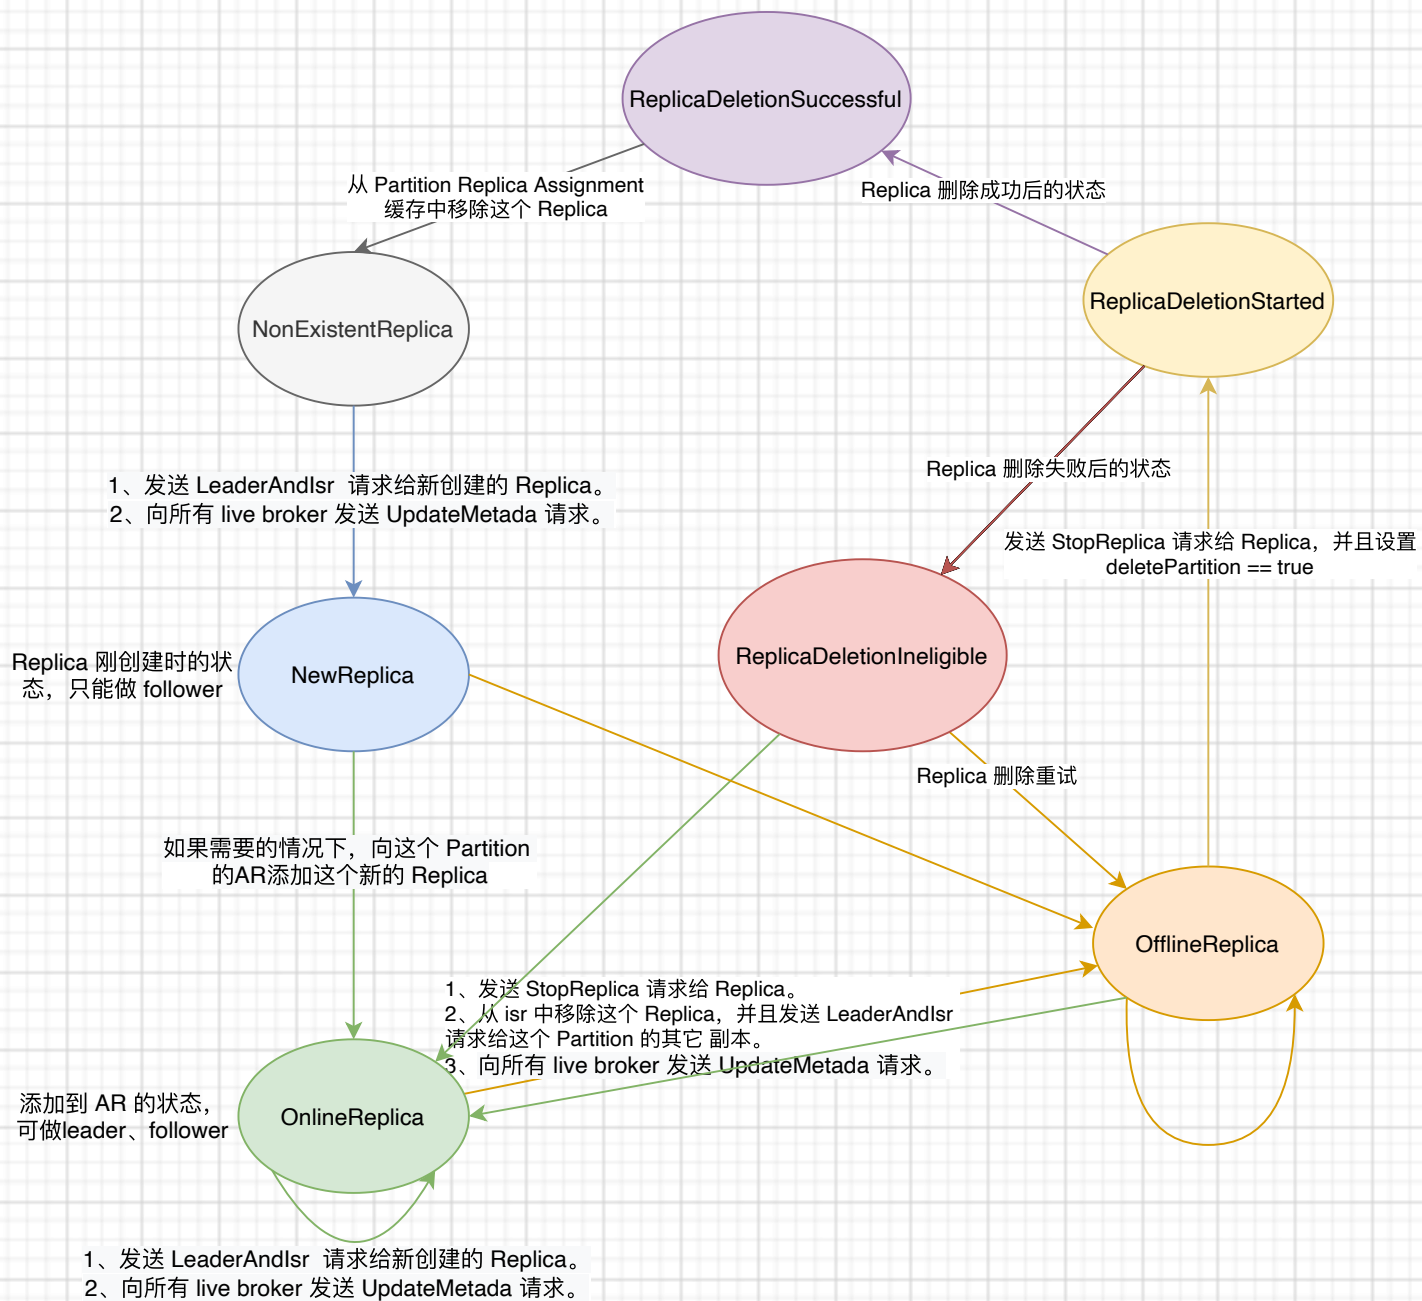 ReplicaDeletionSuccessful
从 Partition Replica Assignment
缓存中移除这个 Replica
Replica 删除成功后的状态
ReplicaDeletionStarted
NonExistentReplica
Replica 删除失败后的状态
1、发送 LeaderAndIsr 请求给新创建的 Replica。
2、向所有 live broker 发送 UpdateMetada 请求。
发送 StopReplica 请求给 Replica，并且设置
deletePartition == true
ReplicaDeletionIneligible
Replica 刚创建时的状
态，只能做 follower
NewReplica
Replica 删除重试
如果需要的情况下，向这个 Partition
的AR添加这个新的 Replica
OfflineReplica
1、发送 StopReplica 请求给 Replica。
2、从 isr 中移除这个 Replica，并且发送 LeaderAndIsr
请求给这个 Partition 的其它 副本。
3、向所有 live broker 发送 UpdateMetada 请求。
添加到 AR 的状态，
可做leader、follower
OnlineReplica
1、发送 LeaderAndIsr 请求给新创建的 Replica。
2、向所有 live broker 发送 UpdateMetada 请求。